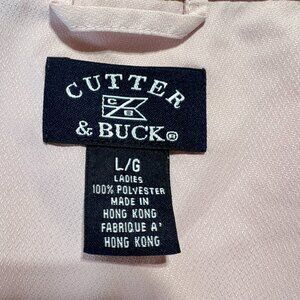 CUTTER
C B
& BUCK®
L/G
LADIES
100% POLYESTER
MADE IN
HONG KONG
FABRIQUE A'
HONG KONG